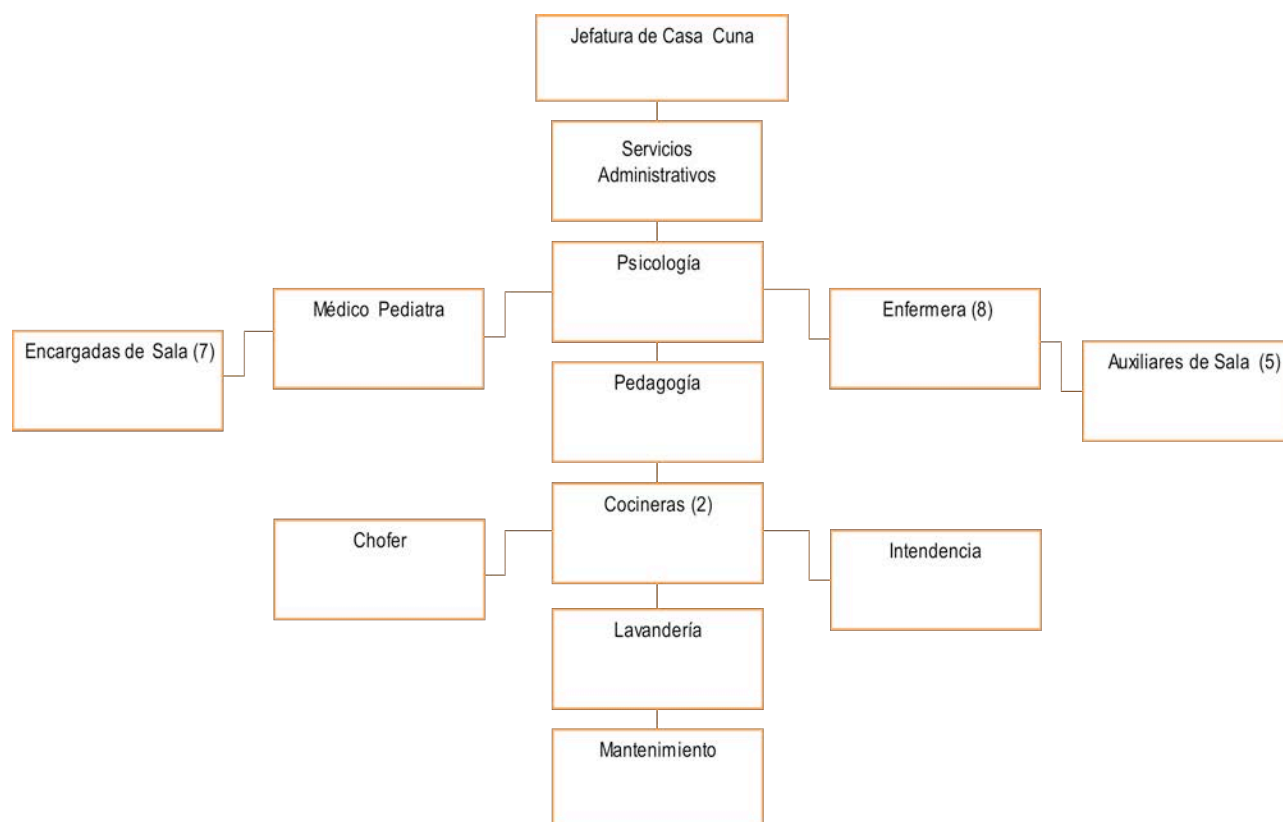 Jefatura de Casa Cuna
Servicios
Administrativos
Psicología
Médico Pediatra
Enfermera (8)
Encargadas de Sala (7)
Auxiliares de Sala (5)
Pedagogía
Cocineras (2)
Chofer
Intendencia
Lavandería
Mantenimiento